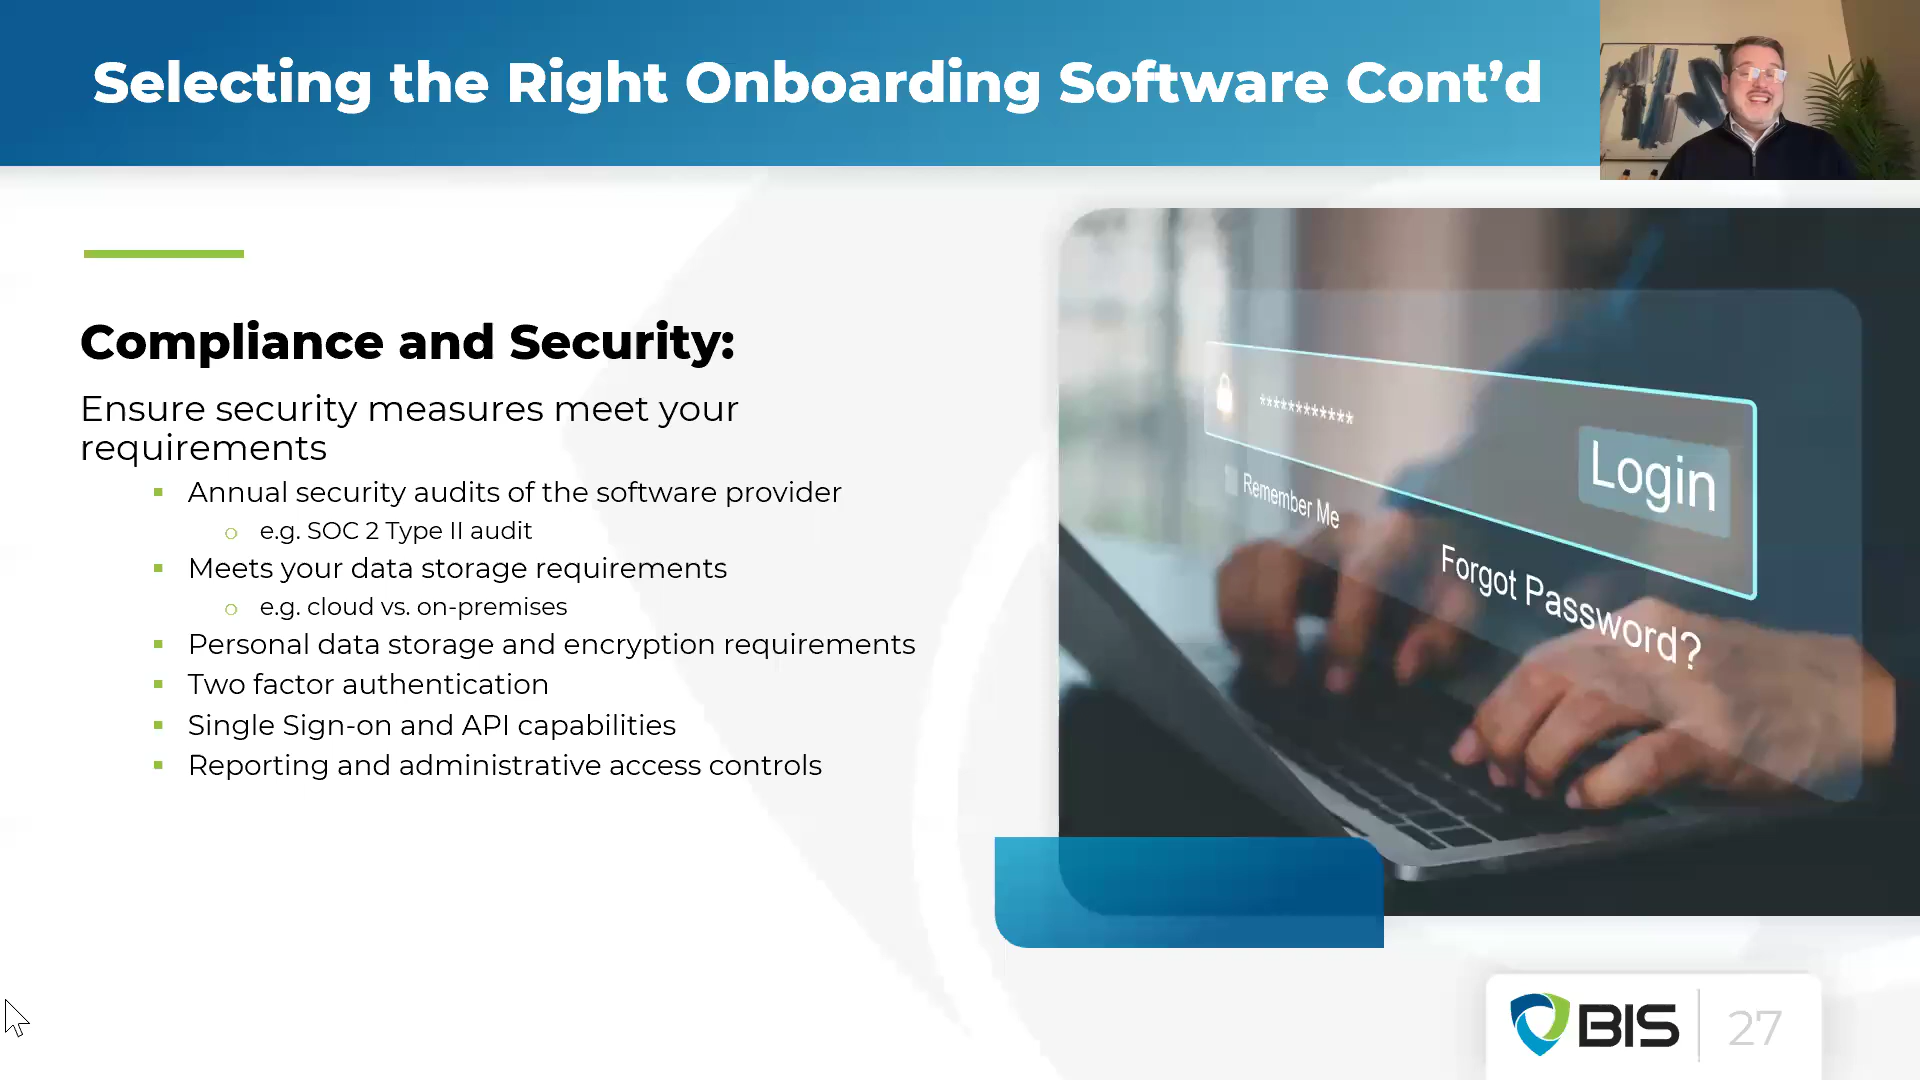 Selecting the Right Onboarding Software Cont’d
Compliance and Security:
Ensure security measures meet your
requirements
Annual security audits of the software provider
e.g. SOC 2 Type II audit
Meets your data storage requirements
e.g. cloud vs. on-premises
Personal data storage and encryption requirements
Two factor authentication
Single Sign-on and API capabilities
Reporting and administrative access controls
************
Login
Remember Me
Forgot Password?
BIS
27